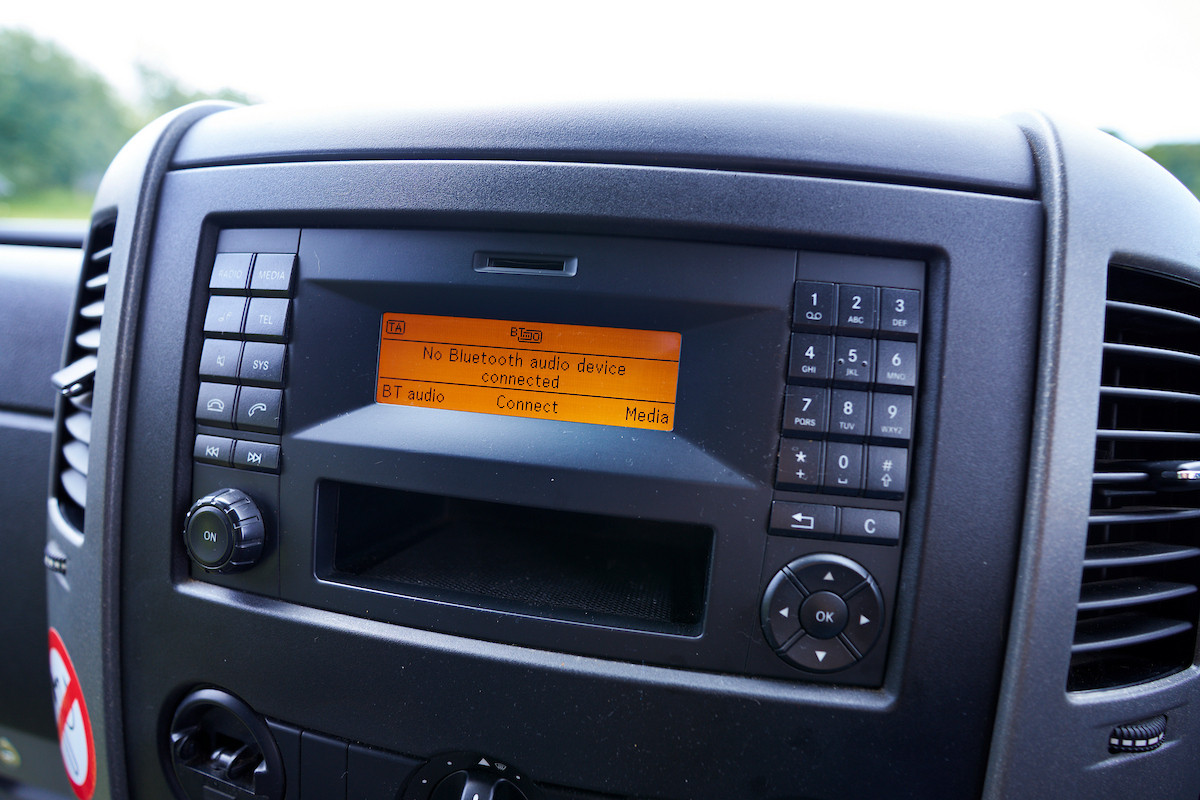 RADIO MEDIA
TEL
SYS
ON
TA BT
No Bluetooth audio device
connected
BT audio Connect Media
1 2 ABC 3 DEF
4 GHI 5 JKL 6 MNO
7 PQRS 8 TUV 9 WXYZ
* + 0 #
C
OK